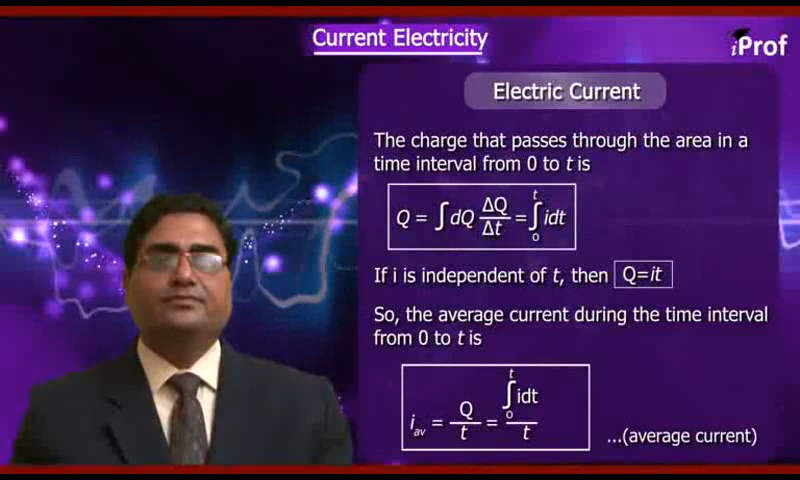 Current Electricity
iProf
Electric Current
The charge that passes through the area in a
time interval from 0 to t is
Q = ∫ dQ ΔQ/Δt = ∫₀ᵗ idt
If i is independent of t, then Q=it
So, the average current during the time interval
from 0 to t is
i_av = Q/t = ∫₀ᵗ idt / t
...(average current)